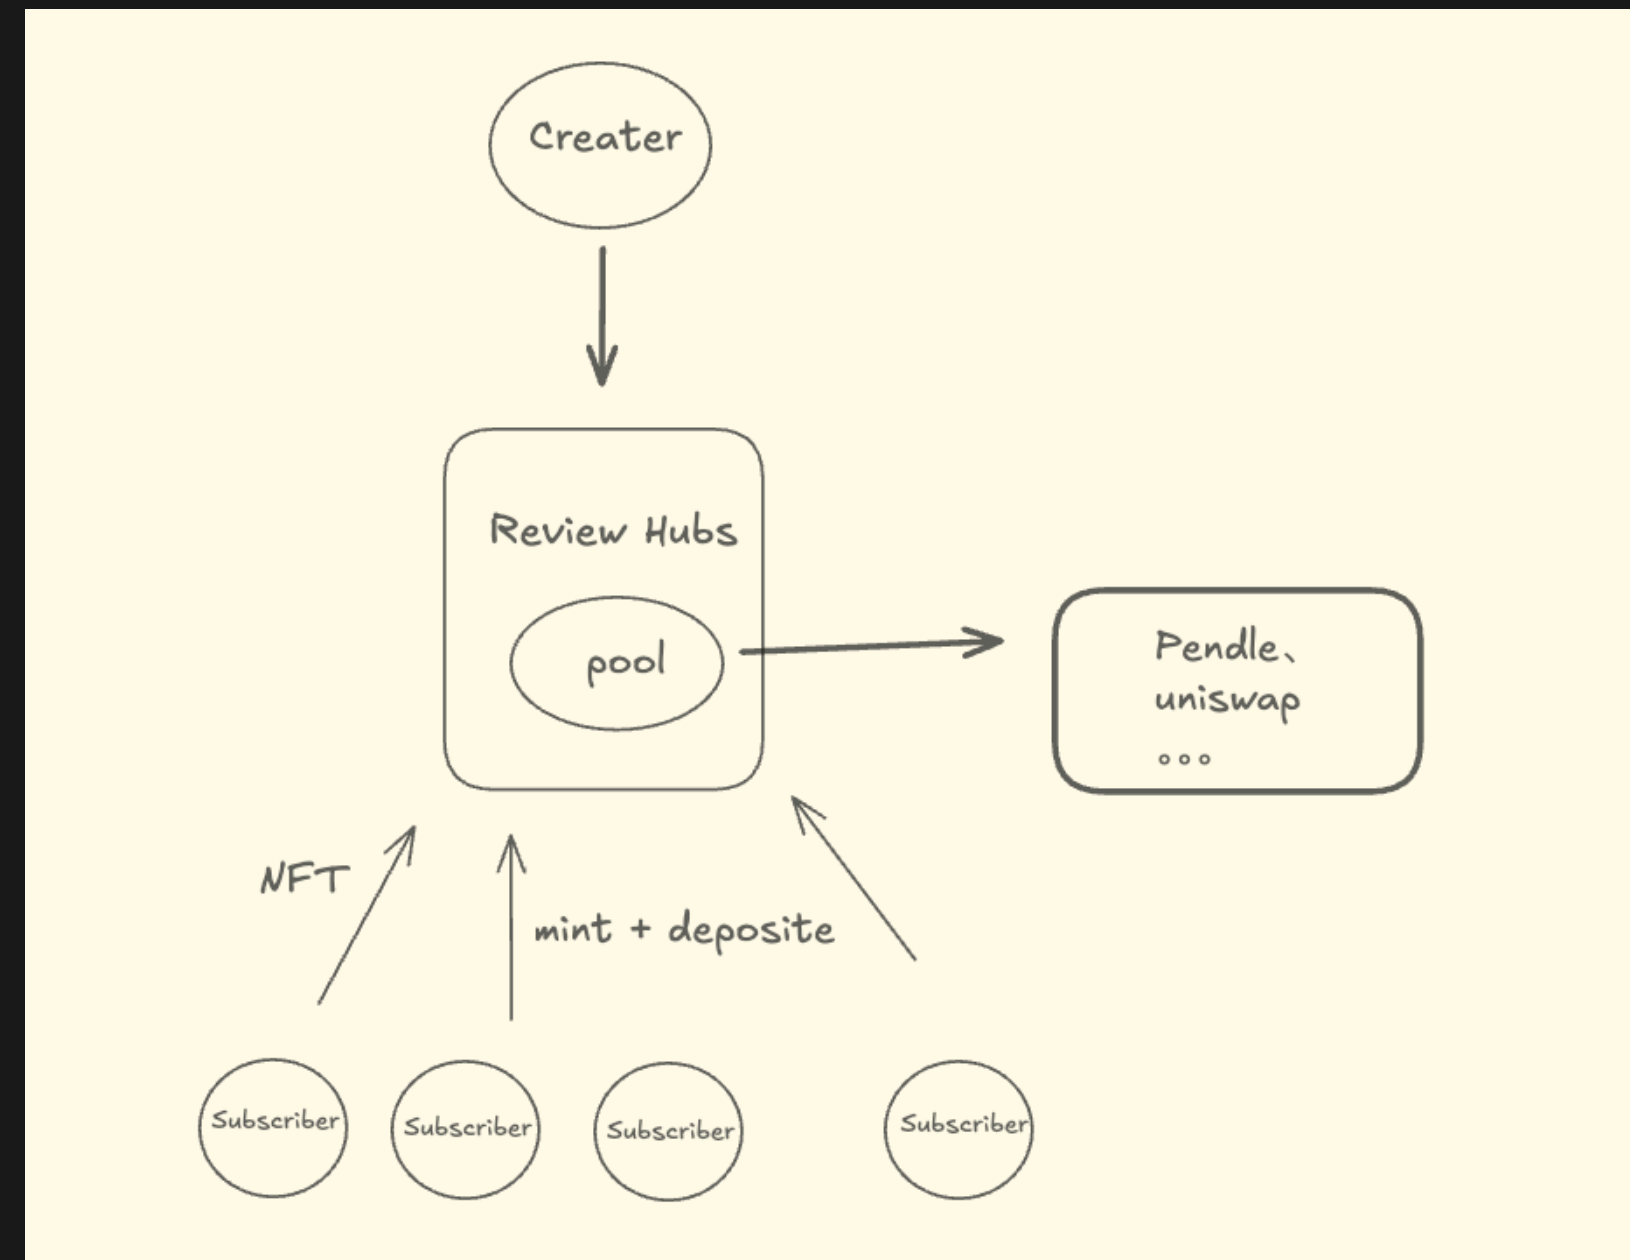 Creater
Review Hubs
pool
Pendle、
uniswap
∘∘∘
NFT
mint + deposite
Subscriber
Subscriber
Subscriber
Subscriber